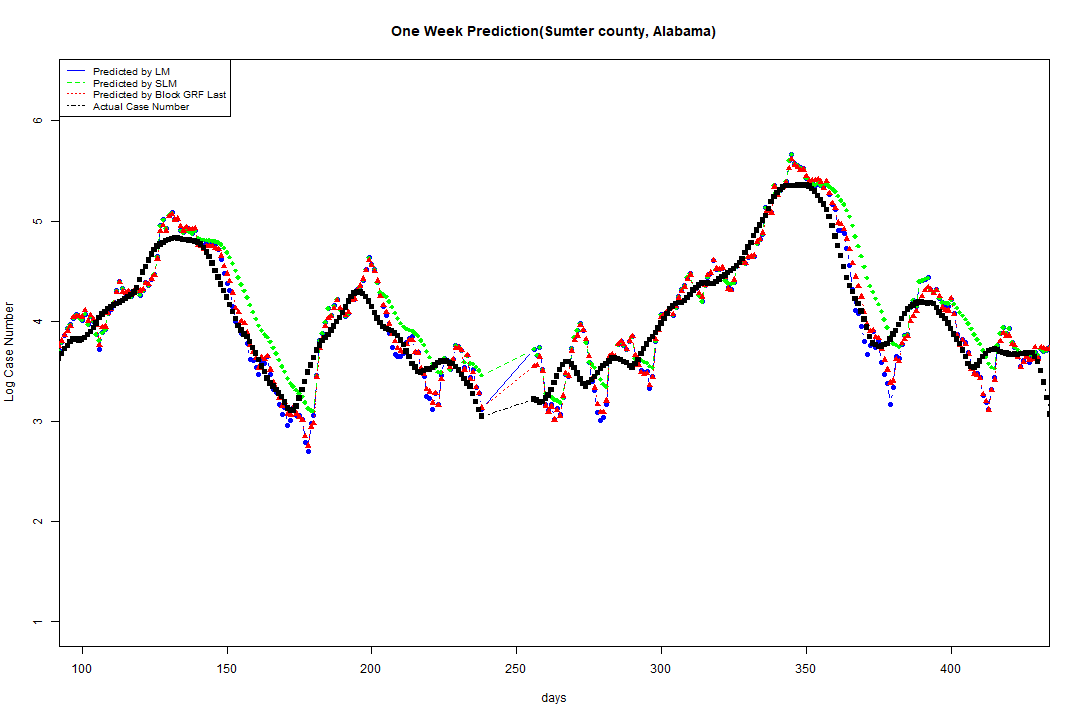 One Week Prediction(Sumter county, Alabama)
Predicted by LM
Predicted by SLM
Predicted by Block GRF Last
Actual Case Number
Log Case Number
6
5
4
3
2
1
100 150 200 250 300 350 400
days